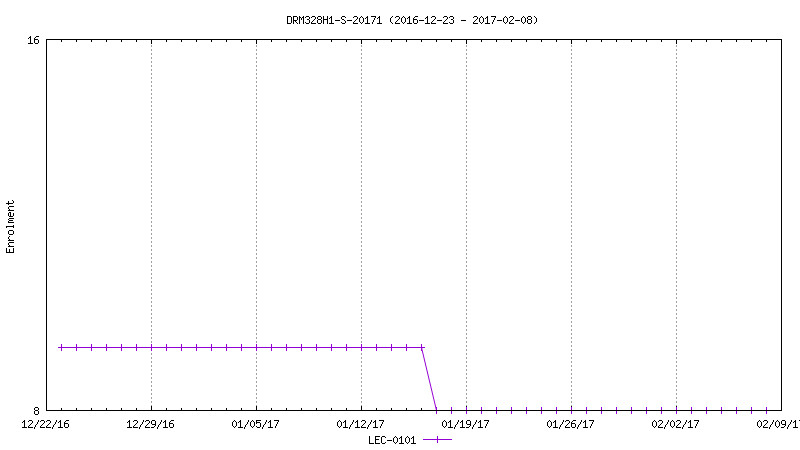 DRM328H1-S-20171 (2016-12-23 - 2017-02-08)
16
Enrolment
8
12/22/16 12/29/16 01/05/17 01/12/17 01/19/17 01/26/17 02/02/17 02/09/1
LEC-0101